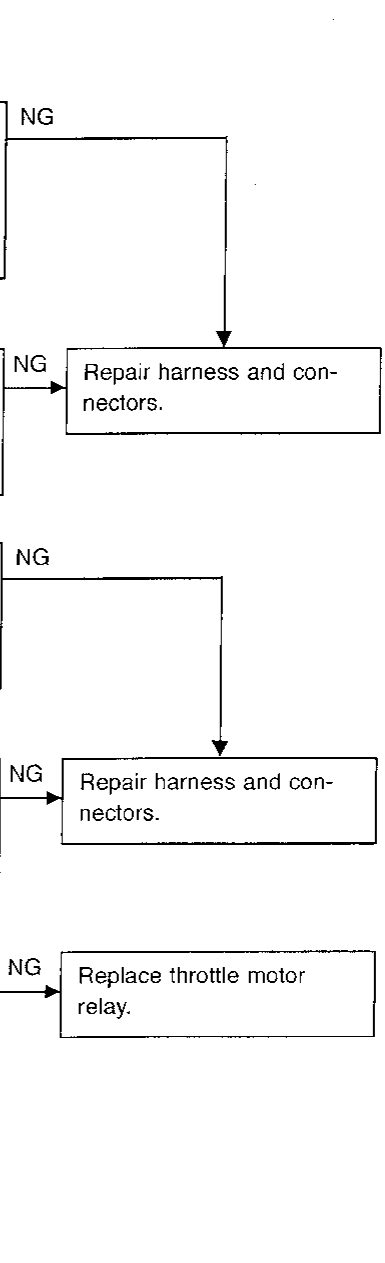 NG
NG
Repair harness and con-
nectors.
NG
NG
Repair harness and con-
nectors.
NG
Replace throttle motor
relay.